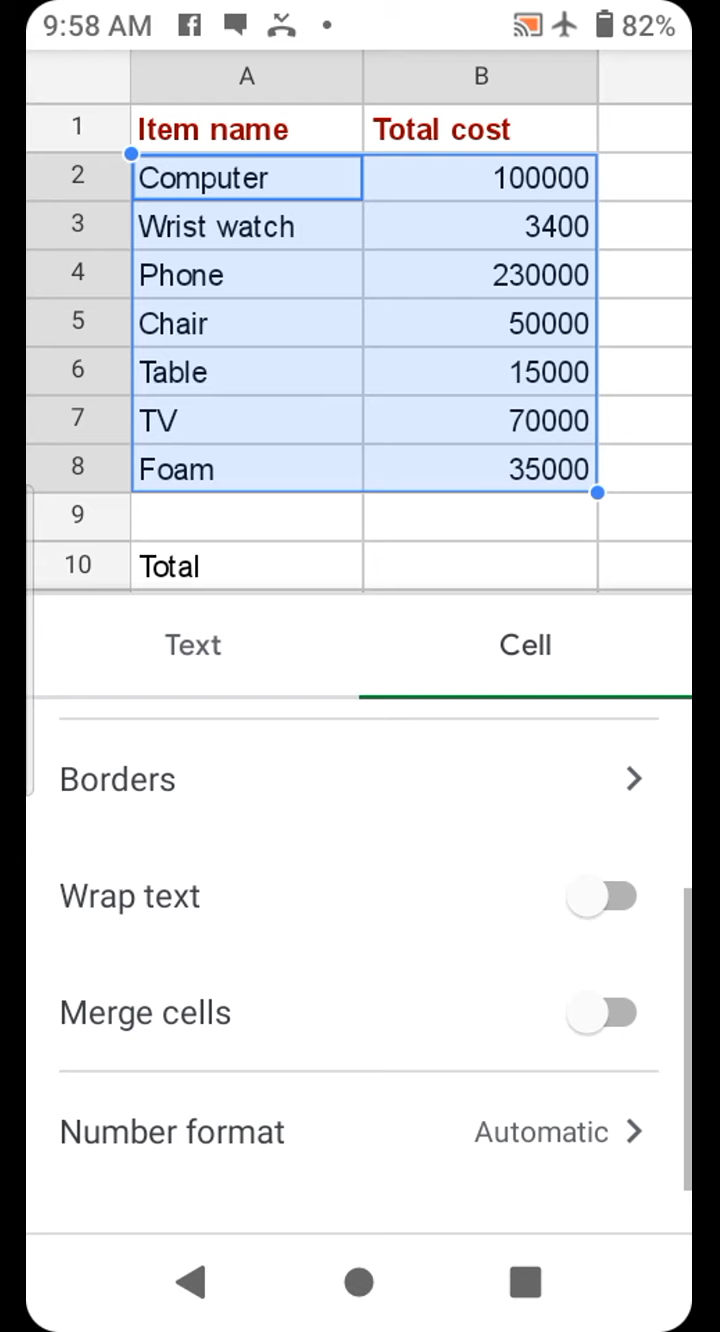 9:58 AM 82%
A B
1 Item name Total cost
2 Computer 100000
3 Wrist watch 3400
4 Phone 230000
5 Chair 50000
6 Table 15000
7 TV 70000
8 Foam 35000
9
10 Total
Text Cell
Borders
Wrap text
Merge cells
Number format Automatic